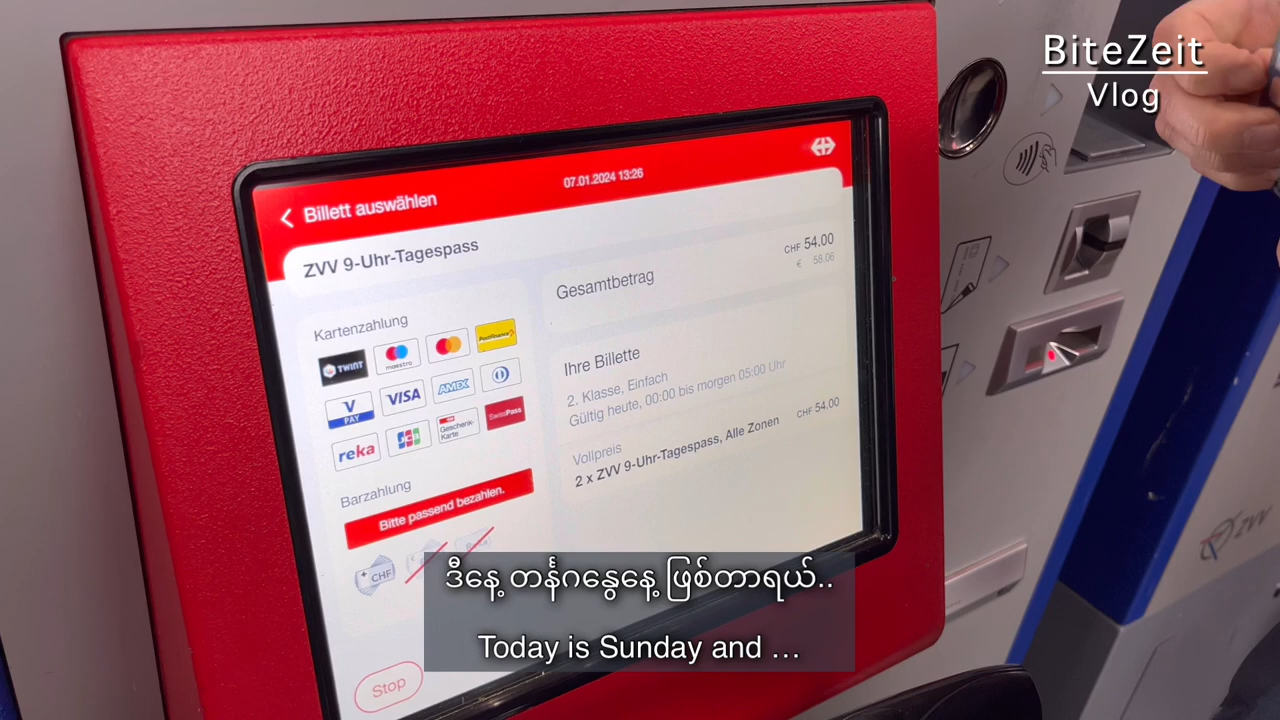 BiteZeit
Vlog
07.01.2024 13:26
Billett auswählen
ZVV 9-Uhr-Tagespass
Kartenzahlung
TWINT
maestro
PostFinance
V PAY
VISA
AMEX
reka
JCB
Geschenk-
Karte
SwissPass
Barzahlung
Bitte passend bezahlen.
CHF
Stop
Gesamtbetrag
CHF 54.00
€ 58.06
Ihre Billette
2. Klasse, Einfach
Gültig heute, 00:00 bis morgen 05:00 Uhr
Vollpreis
CHF 54.00
2 x ZVV 9-Uhr-Tagespass, Alle Zonen
ZVV
ဒီနေ့ တနင်္ဂနွေနေ့ ဖြစ်တာရယ်..
Today is Sunday and …